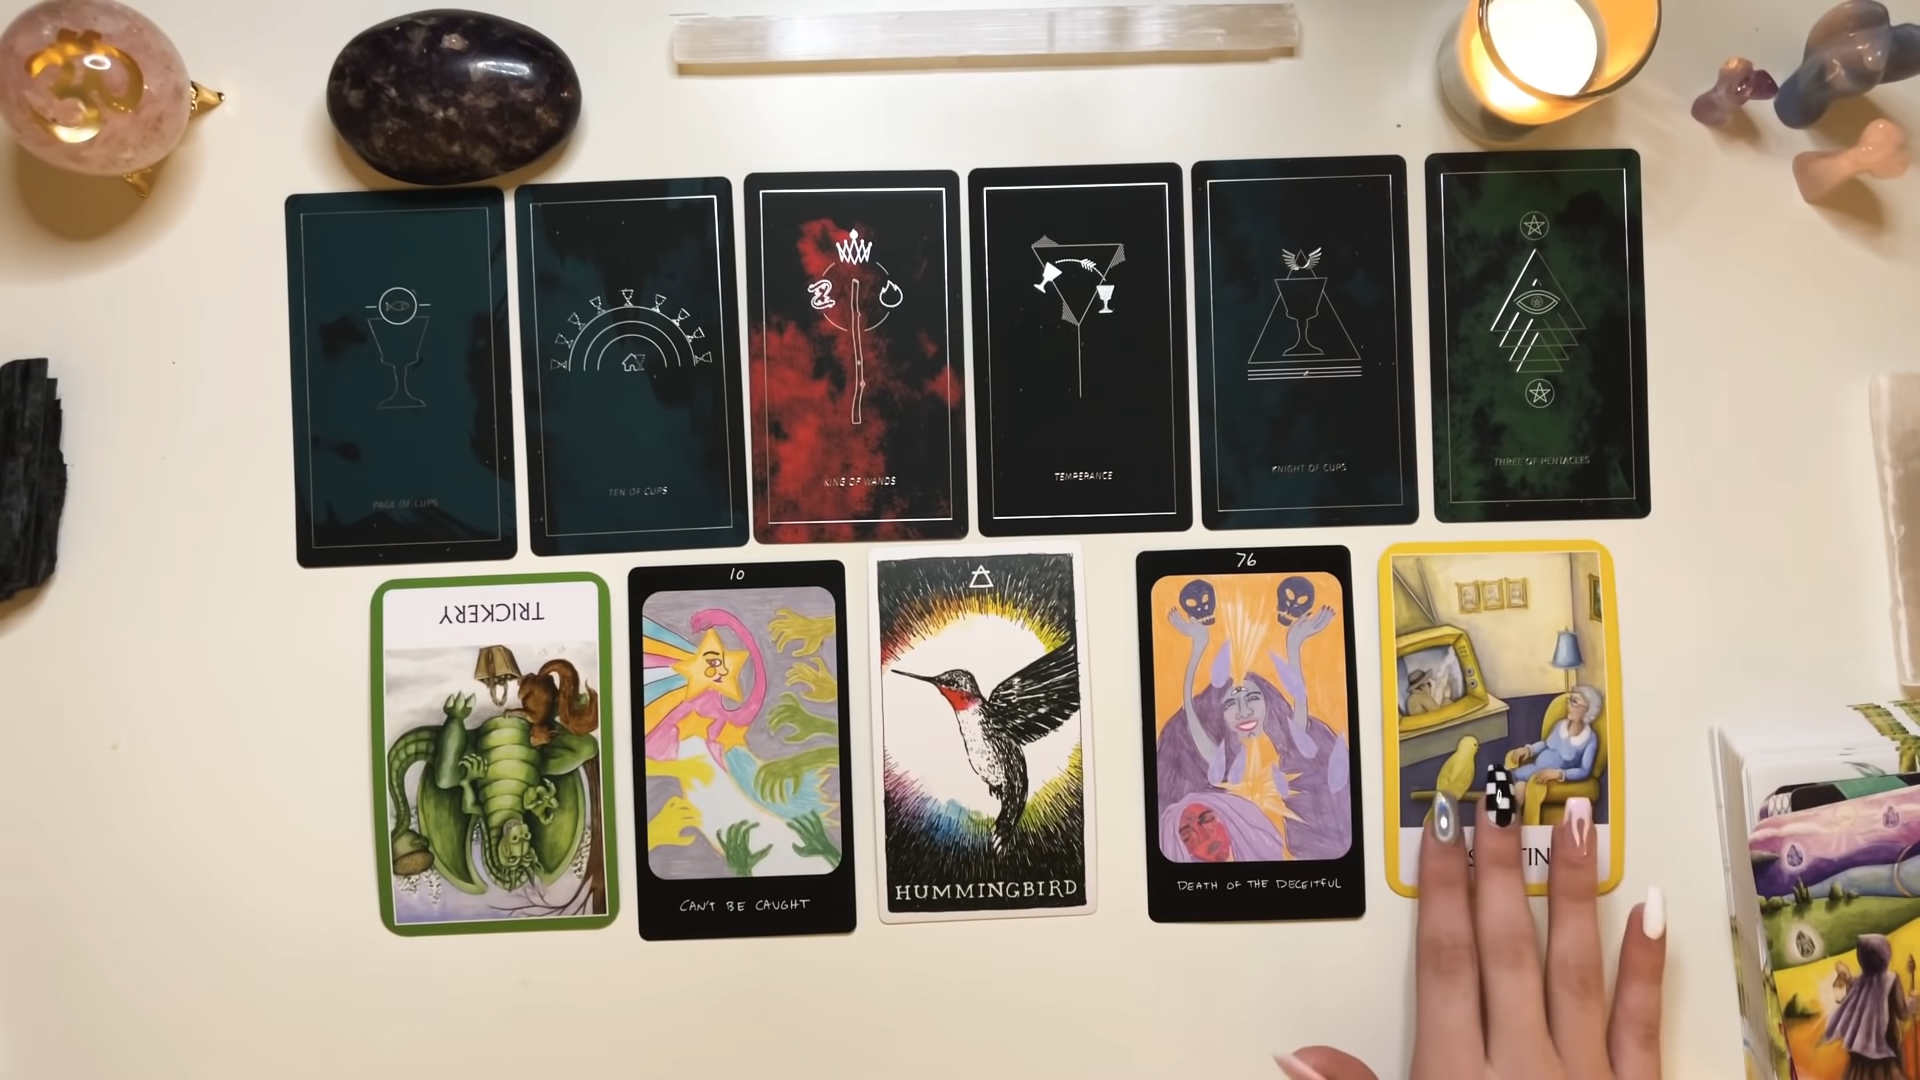 PAGE OF CUPS
TEN OF CUPS
KING OF WANDS
TEMPERANCE
KNIGHT OF CUPS
THREE OF PENTACLES
TRICKERY
10
CAN'T BE CAUGHT
HUMMINGBIRD
76
DEATH OF THE DECEITFUL